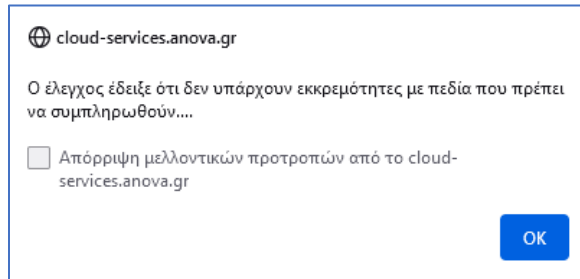 cloud-services.anova.gr
Ο έλεγχος έδειξε ότι δεν υπάρχουν εκκρεμότητες με πεδία που πρέπει
να συμπληρωθούν....
Απόρριψη μελλοντικών προτροπών από το cloud-
services.anova.gr
OK